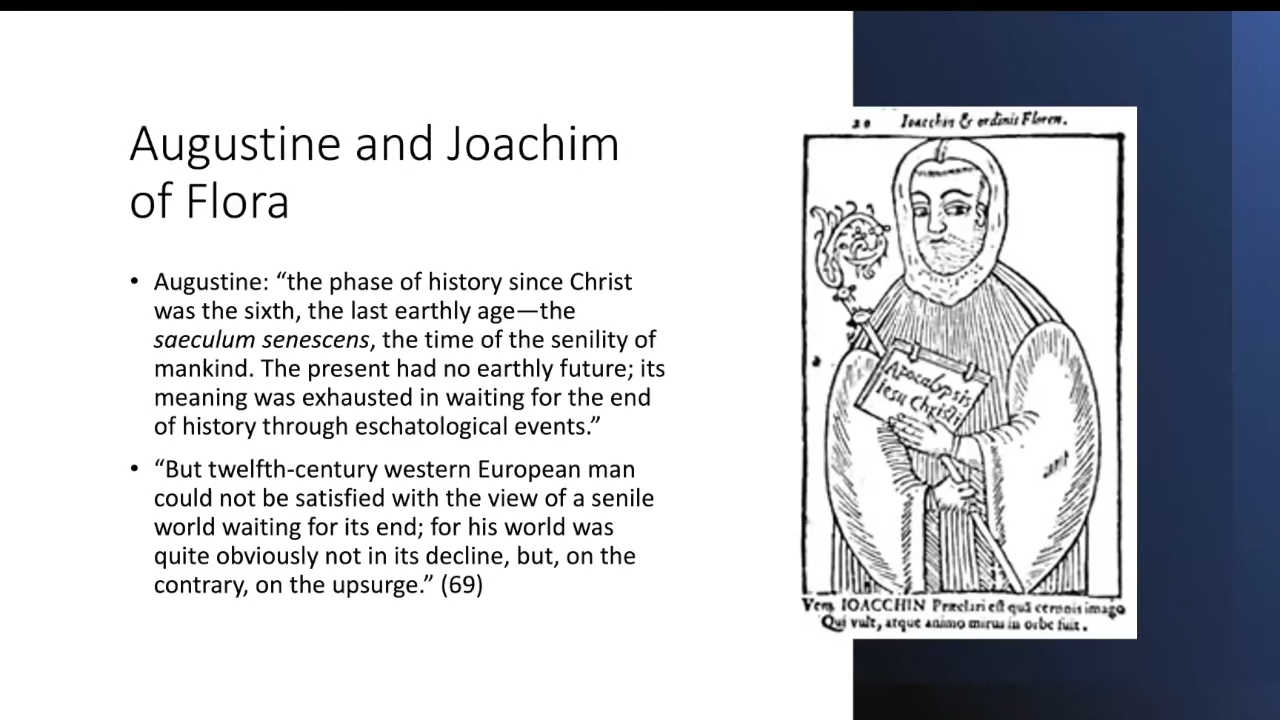 Augustine and Joachim
of Flora
• Augustine: “the phase of history since Christ
was the sixth, the last earthly age—the
saeculum senescens, the time of the senility of
mankind. The present had no earthly future; its
meaning was exhausted in waiting for the end
of history through eschatological events.”
• “But twelfth-century western European man
could not be satisfied with the view of a senile
world waiting for its end; for his world was
quite obviously not in its decline, but, on the
contrary, on the upsurge.” (69)
20 Ioacchin & ordinis Floren.
Apocalypsis
iesu Christi
IOACCHIN Præclari est quā cernis imago
Qui vult, atque animo mirus in orbe fuit.